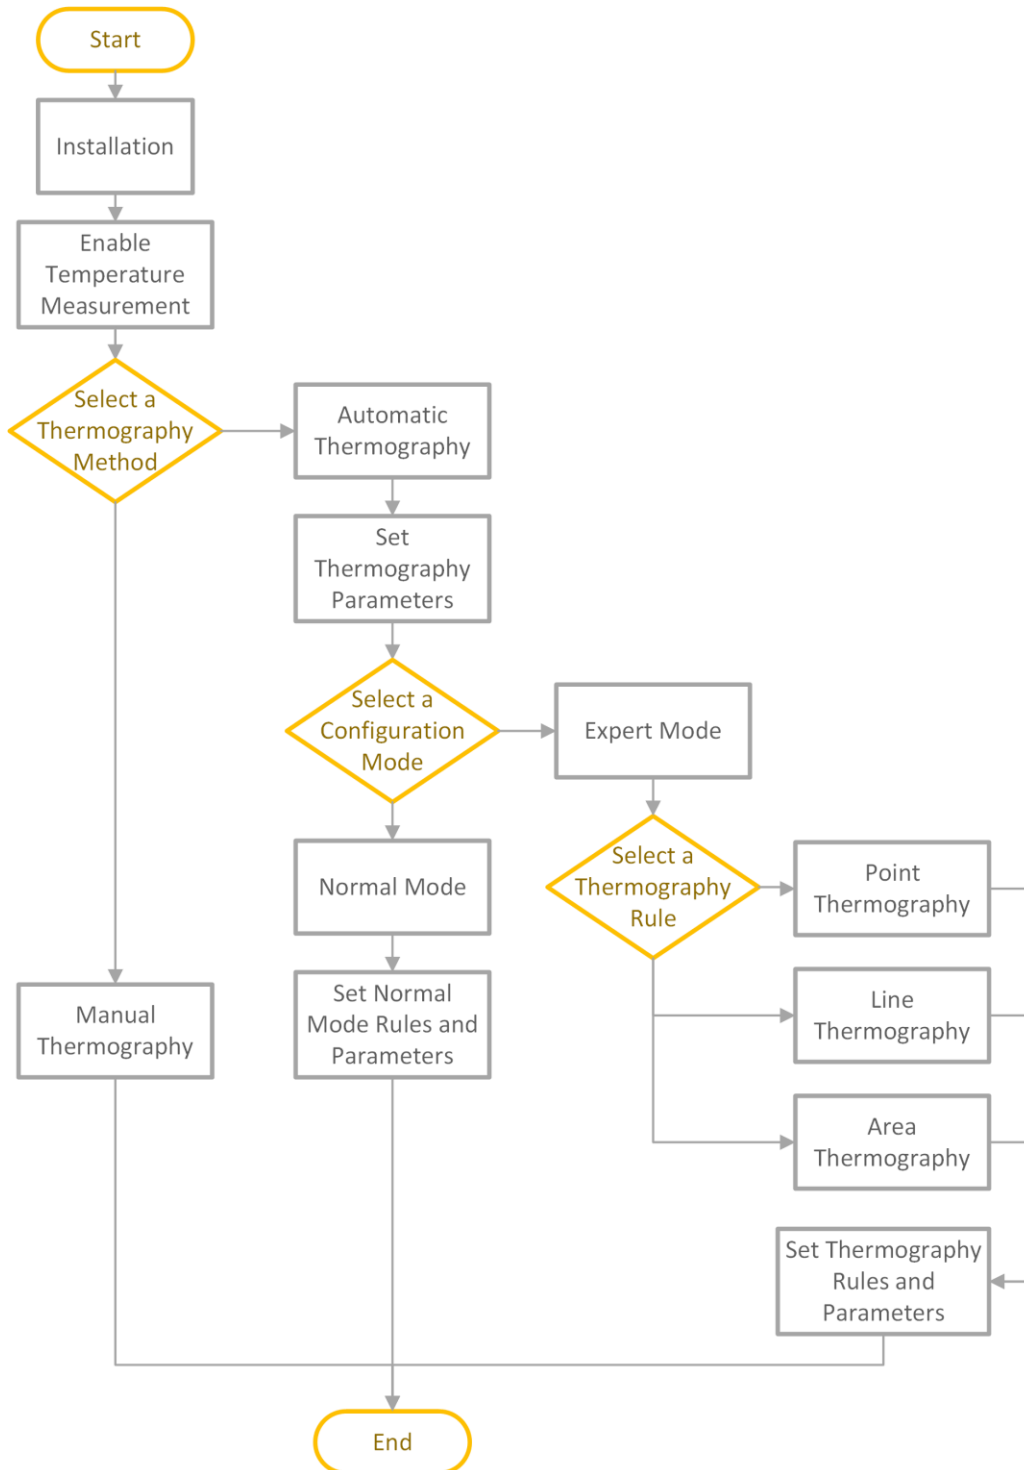 Start
Installation
Enable
Temperature
Measurement
Select a
Thermography
Method
Automatic
Thermography
Set
Thermography
Parameters
Select a
Configuration
Mode
Expert Mode
Normal Mode
Select a
Thermography
Rule
Point
Thermography
Set Normal
Mode Rules and
Parameters
Manual
Thermography
Line
Thermography
Area
Thermography
Set Thermography
Rules and
Parameters
End